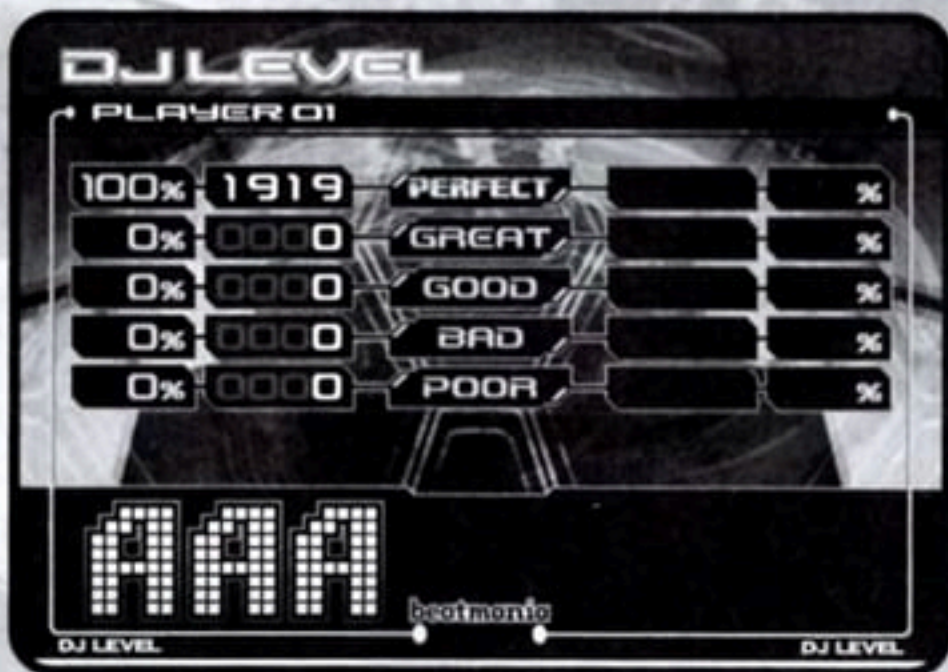 DJ LEVEL
PLAYER 01
100% 1919 PERFECT %
0% 0000 GREAT %
0% 0000 GOOD %
0% 0000 BAD %
0% 0000 POOR %
AAA
beatmania
DJ LEVEL DJ LEVEL